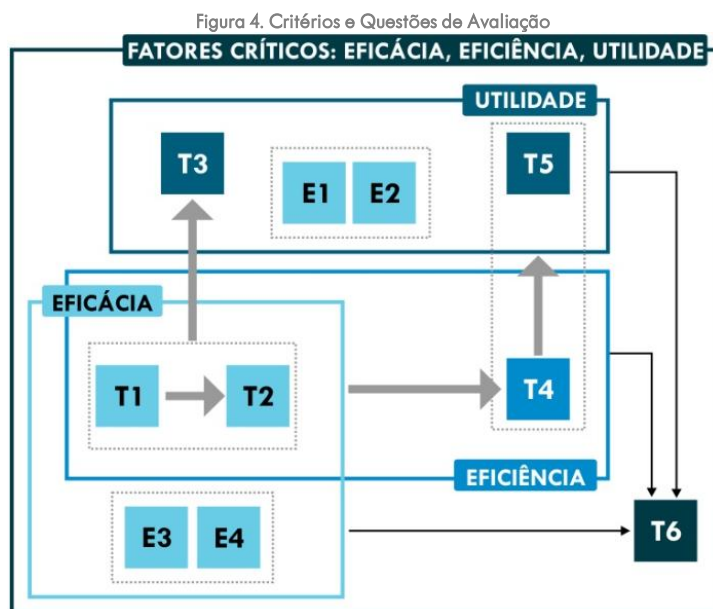 Figura 4. Critérios e Questões de Avaliação
FATORES CRÍTICOS: EFICÁCIA, EFICIÊNCIA, UTILIDADE
UTILIDADE
T3
E1 E2
T5
EFICÁCIA
T1 T2
T4
EFICIÊNCIA
E3 E4
T6